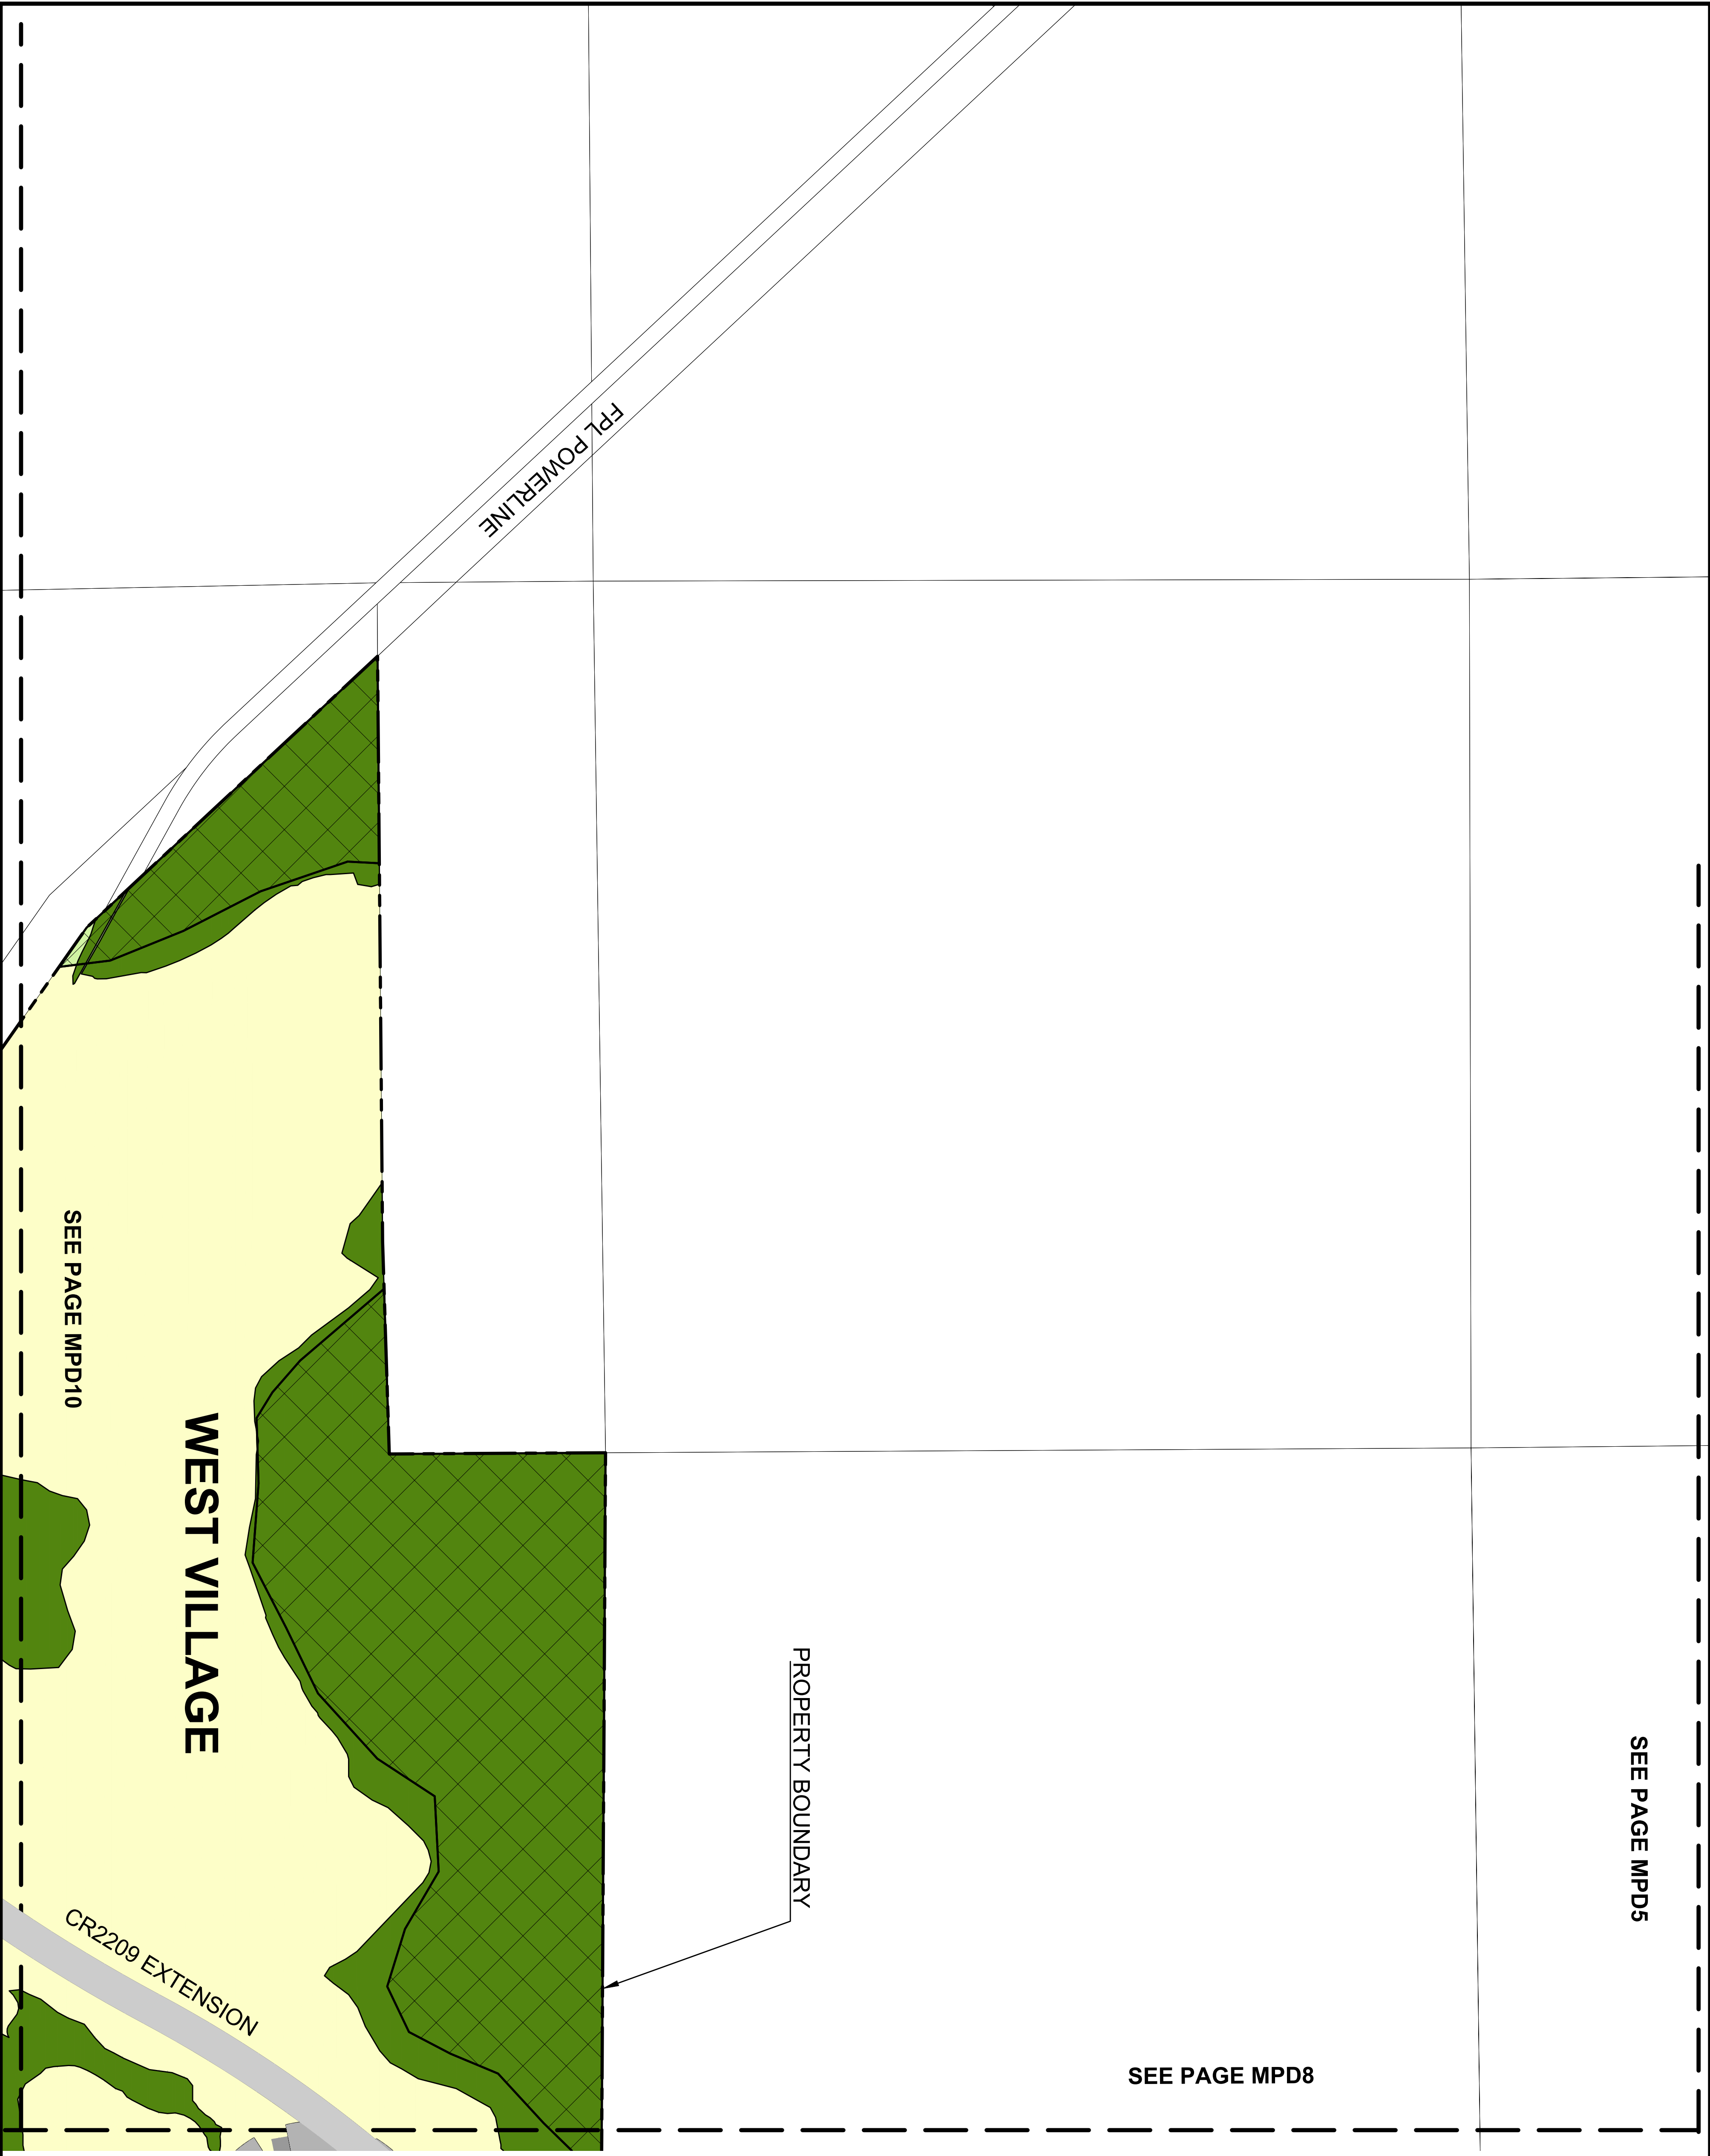 FPL POWERLINE
SEE PAGE MPD10
WEST VILLAGE
PROPERTY BOUNDARY
SEE PAGE MPD5
CR2209 EXTENSION
SEE PAGE MPD8